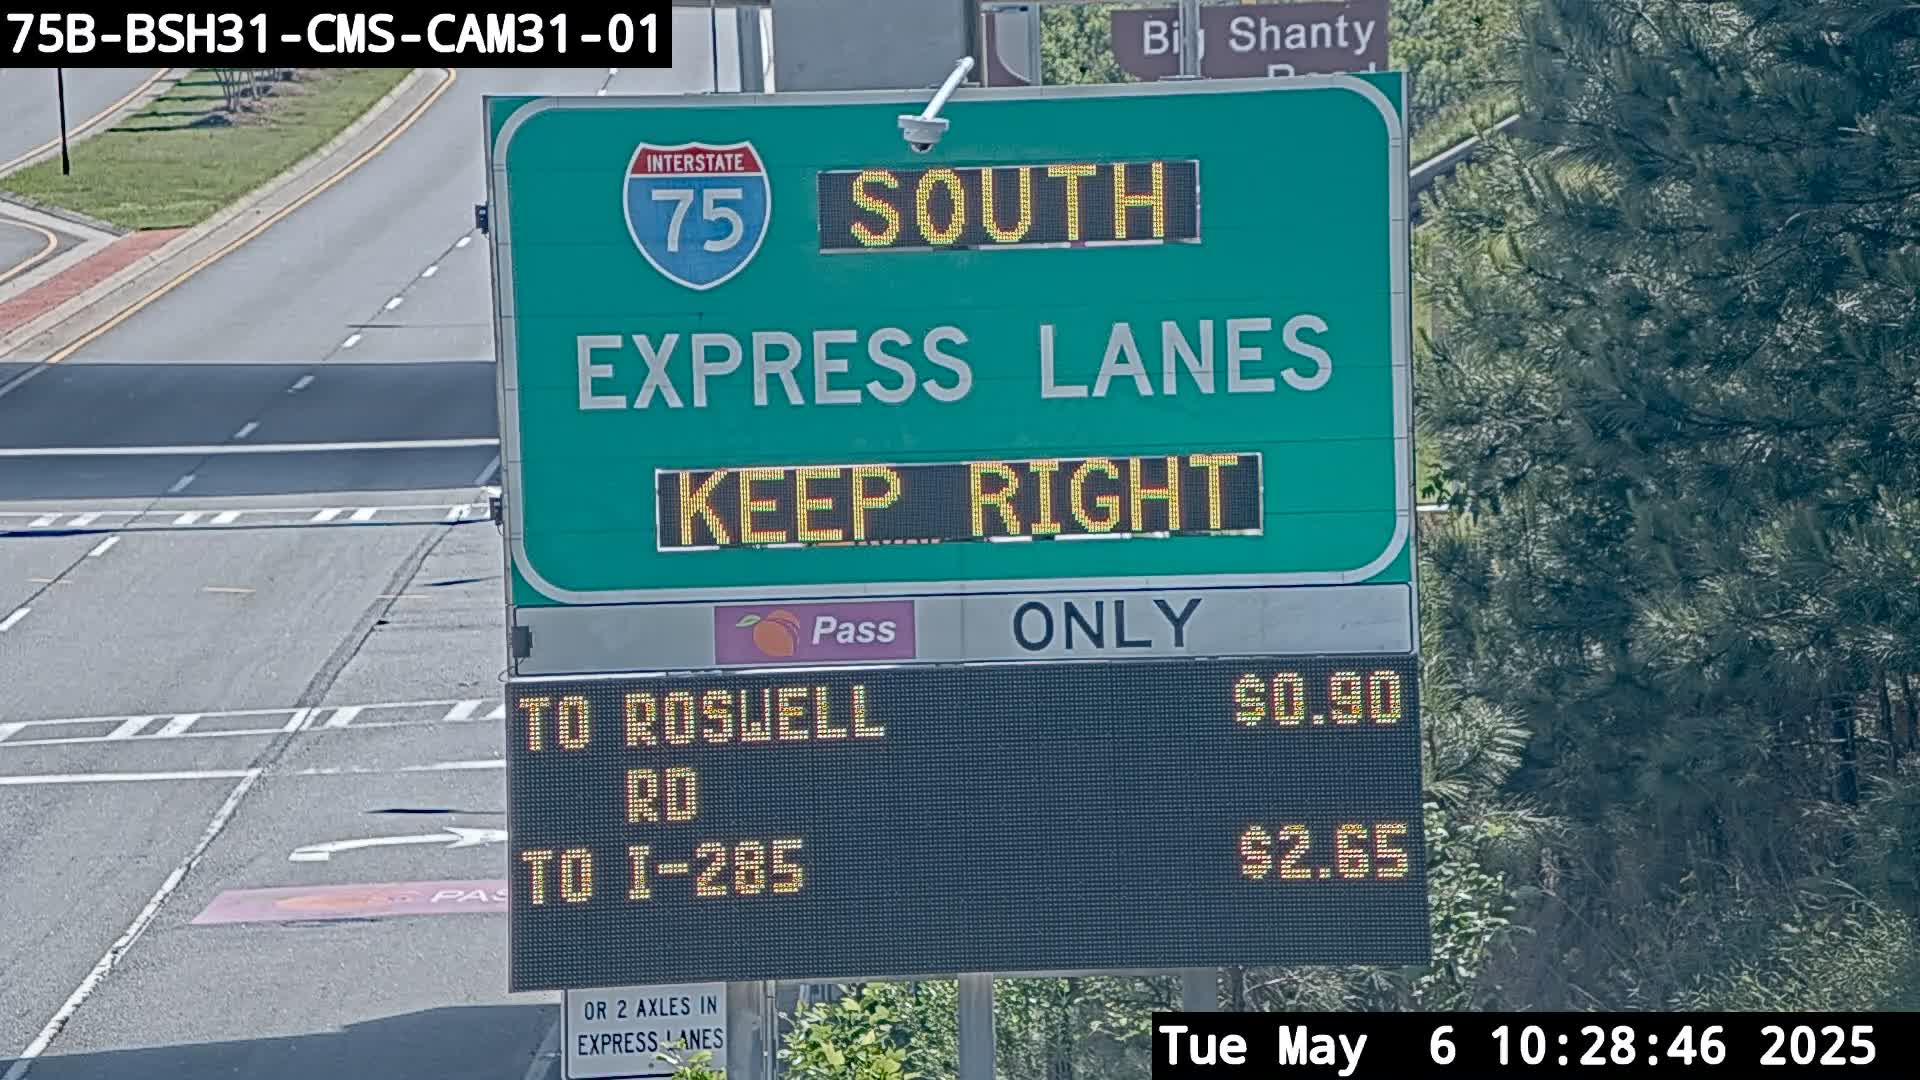 75B-BSH31-CMS-CAM31-01
Big Shanty
Road
INTERSTATE
75
SOUTH
EXPRESS LANES
KEEP RIGHT
Pass ONLY
TO ROSWELL $0.90
RD
TO I-285 $2.65
PAS
OR 2 AXLES IN
EXPRESS LANES
Tue May 6 10:28:46 2025